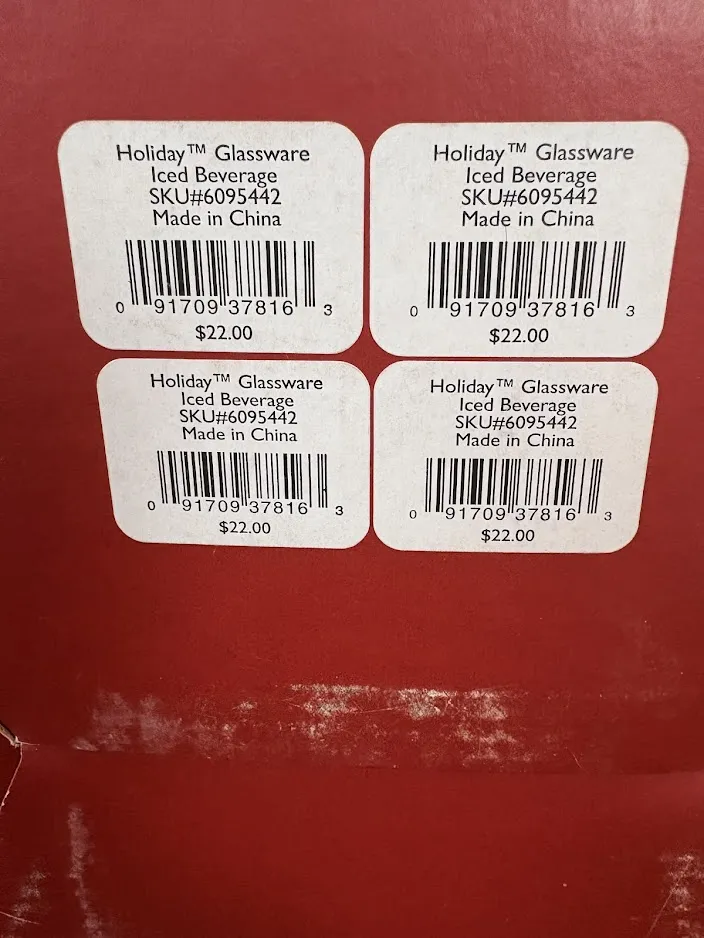 Holiday™ Glassware
Iced Beverage
SKU#6095442
Made in China
0 91709 37816 3
$22.00
Holiday™ Glassware
Iced Beverage
SKU#6095442
Made in China
0 91709 37816 3
$22.00
Holiday™ Glassware
Iced Beverage
SKU#6095442
Made in China
0 91709 37816 3
$22.00
Holiday™ Glassware
Iced Beverage
SKU#6095442
Made in China
0 91709 37816 3
$22.00